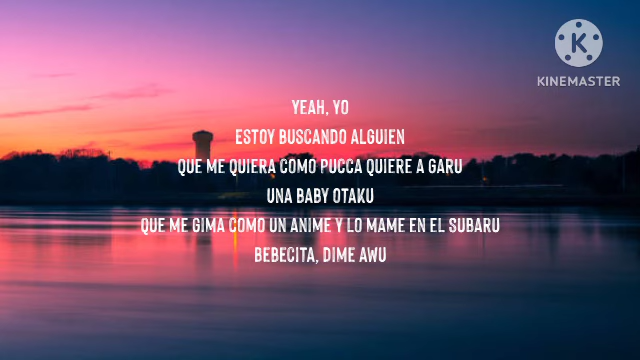 KINEMASTER
YEAH, YO
ESTOY BUSCANDO ALGUIEN
QUE ME QUIERA COMO PUCCA QUIERE A GARU
UNA BABY OTAKU
QUE ME GIMA COMO UN ANIME Y LO MAME EN EL SUBARU
BEBECITA, DIME AWU